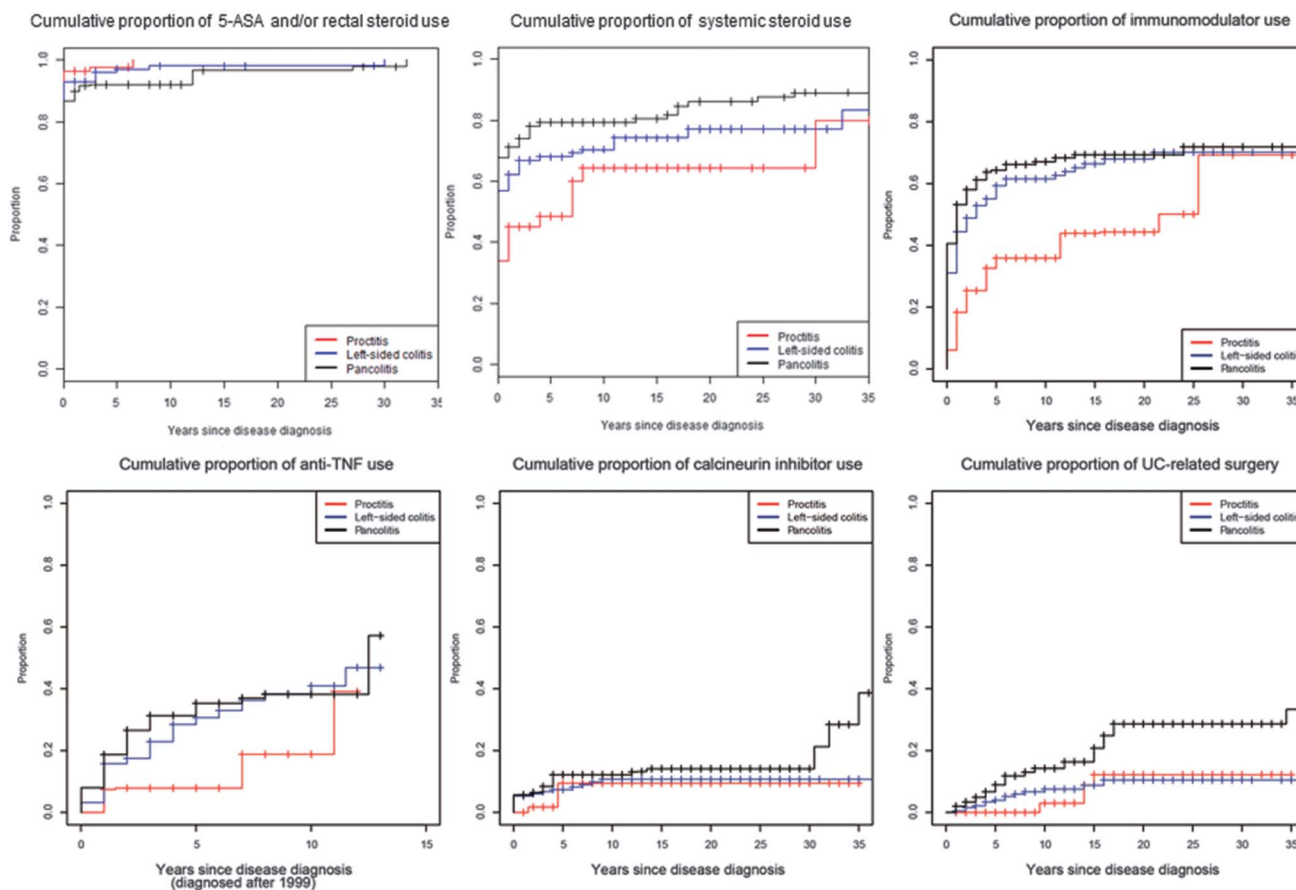 Cumulative proportion of 5-ASA and/or rectal steroid use
Proportion
1.0
0.8
0.6
0.4
0.2
0.0
Proctitis
Left-sided colitis
Pancolitis
0 5 10 15 20 25 30 35
Years since disease diagnosis
Cumulative proportion of systemic steroid use
Proportion
1.0
0.8
0.6
0.4
0.2
0.0
Proctitis
Left-sided colitis
Pancolitis
0 5 10 15 20 25 30 35
Years since disease diagnosis
Cumulative proportion of immunomodulator use
Proportion
1.0
0.8
0.6
0.4
0.2
0.0
Proctitis
Left-sided colitis
Pancolitis
0 5 10 15 20 25 30 35
Years since disease diagnosis
Cumulative proportion of anti-TNF use
Proportion
1.0
0.8
0.6
0.4
0.2
0.0
Proctitis
Left-sided colitis
Pancolitis
0 5 10 15
Years since disease diagnosis
(diagnosed after 1999)
Cumulative proportion of calcineurin inhibitor use
Proportion
1.0
0.8
0.6
0.4
0.2
0.0
Proctitis
Left-sided colitis
Pancolitis
0 5 10 15 20 25 30 35
Years since disease diagnosis
Cumulative proportion of UC-related surgery
Proportion
1.0
0.8
0.6
0.4
0.2
0.0
Proctitis
Left-sided colitis
Pancolitis
0 5 10 15 20 25 30 35
Years since disease diagnosis